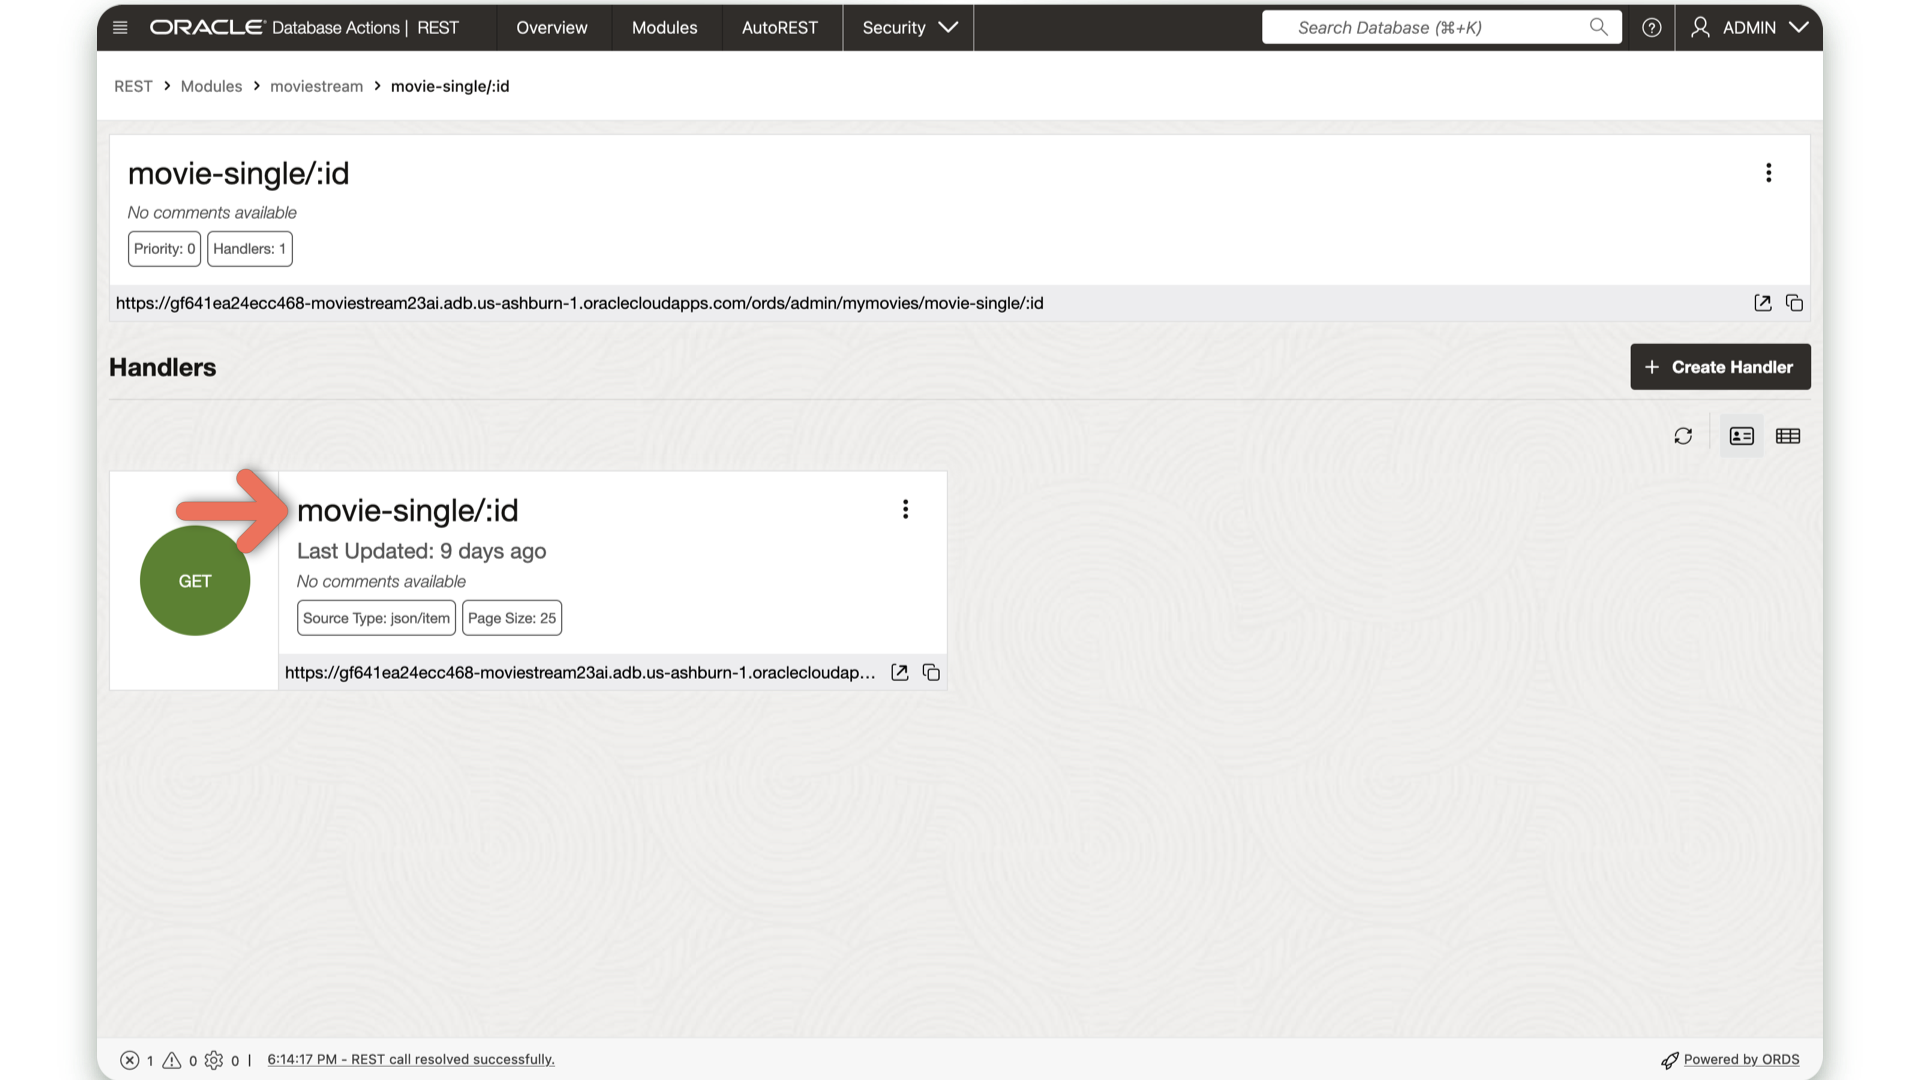 ORACLE Database Actions | REST
Overview
Modules
AutoREST
Security
Search Database (⌘+K)
ADMIN
REST > Modules > moviestream > movie-single/:id
movie-single/:id
No comments available
Priority: 0
Handlers: 1
https://gf641ea24ecc468-moviestream23ai.adb.us-ashburn-1.oraclecloudapps.com/ords/admin/mymovies/movie-single/:id
Handlers
+ Create Handler
GET
movie-single/:id
Last Updated: 9 days ago
No comments available
Source Type: json/item
Page Size: 25
https://gf641ea24ecc468-moviestream23ai.adb.us-ashburn-1.oraclecloudap...
1 0 0 | 6:14:17 PM - REST call resolved successfully.
Powered by ORDS